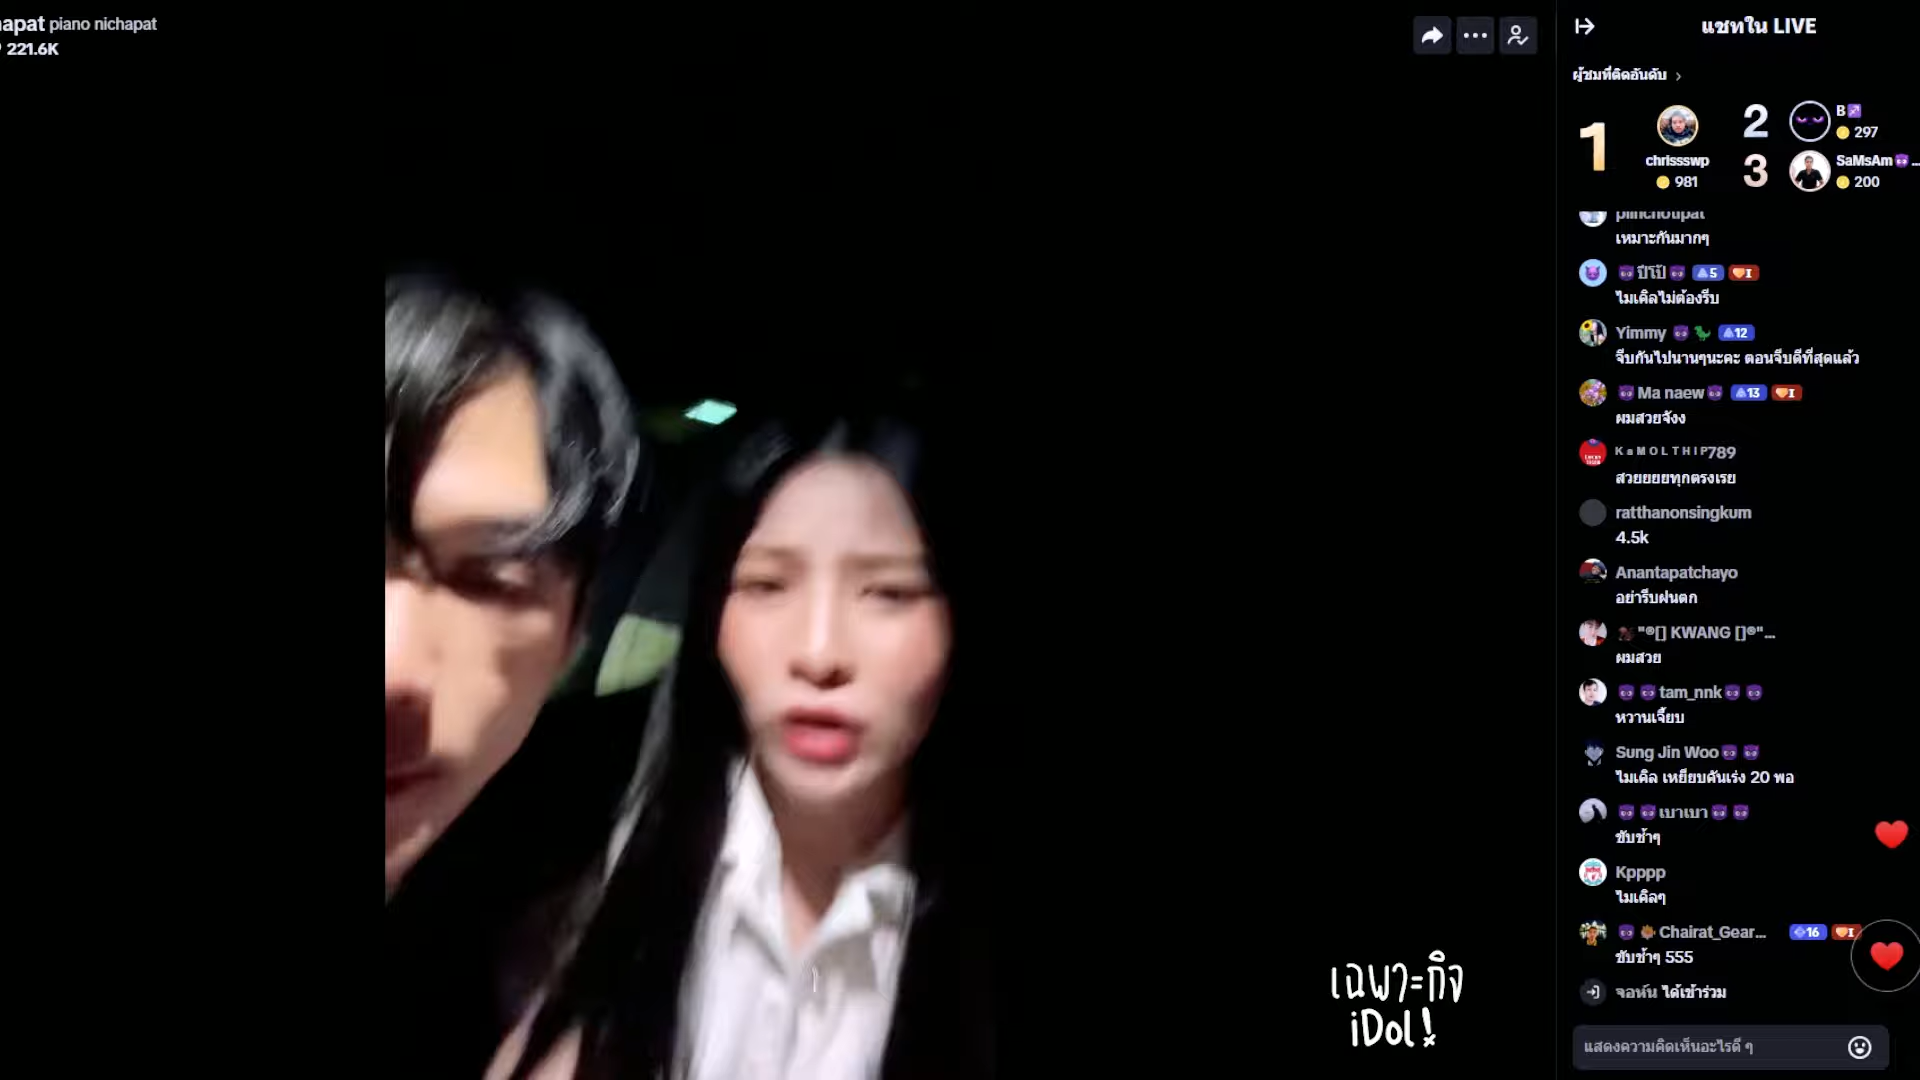 apat piano nichapat
221.6K
แชทใน LIVE
ผู้ชมที่ติดอันดับ
1
chrissswp
981
2
B
297
3
SaMsAm...
200
piinchoupat
เหมาะกันมากๆ
ปีโป้ 5 I
ไมเคิลไม่ต้องรีบ
Yimmy 12
จีบกันไปนานๆนะคะ ตอนจีบดีที่สุดแล้ว
Ma naew 13 I
ผมสวยจังง
KaMOLTHIP789
สวยยยยทุกตรงเรย
ratthanonsingkum
4.5k
Anantapatchayo
อย่ารีบฝนตก
"®[] KWANG []®"...
ผมสวย
tam_nnk
หวานเจี๊ยบ
Sung Jin Woo
ไมเคิล เหยียบคันเร่ง 20 พอ
เบาเบา
ขับช้ำๆ
Kpppp
ไมเคิลๆ
Chairat_Gear... 16 I
ขับช้ำๆ 555
จอห์น ได้เข้าร่วม
แสดงความคิดเห็นอะไรดี ๆ
เฉพาะกิจ
iDol!